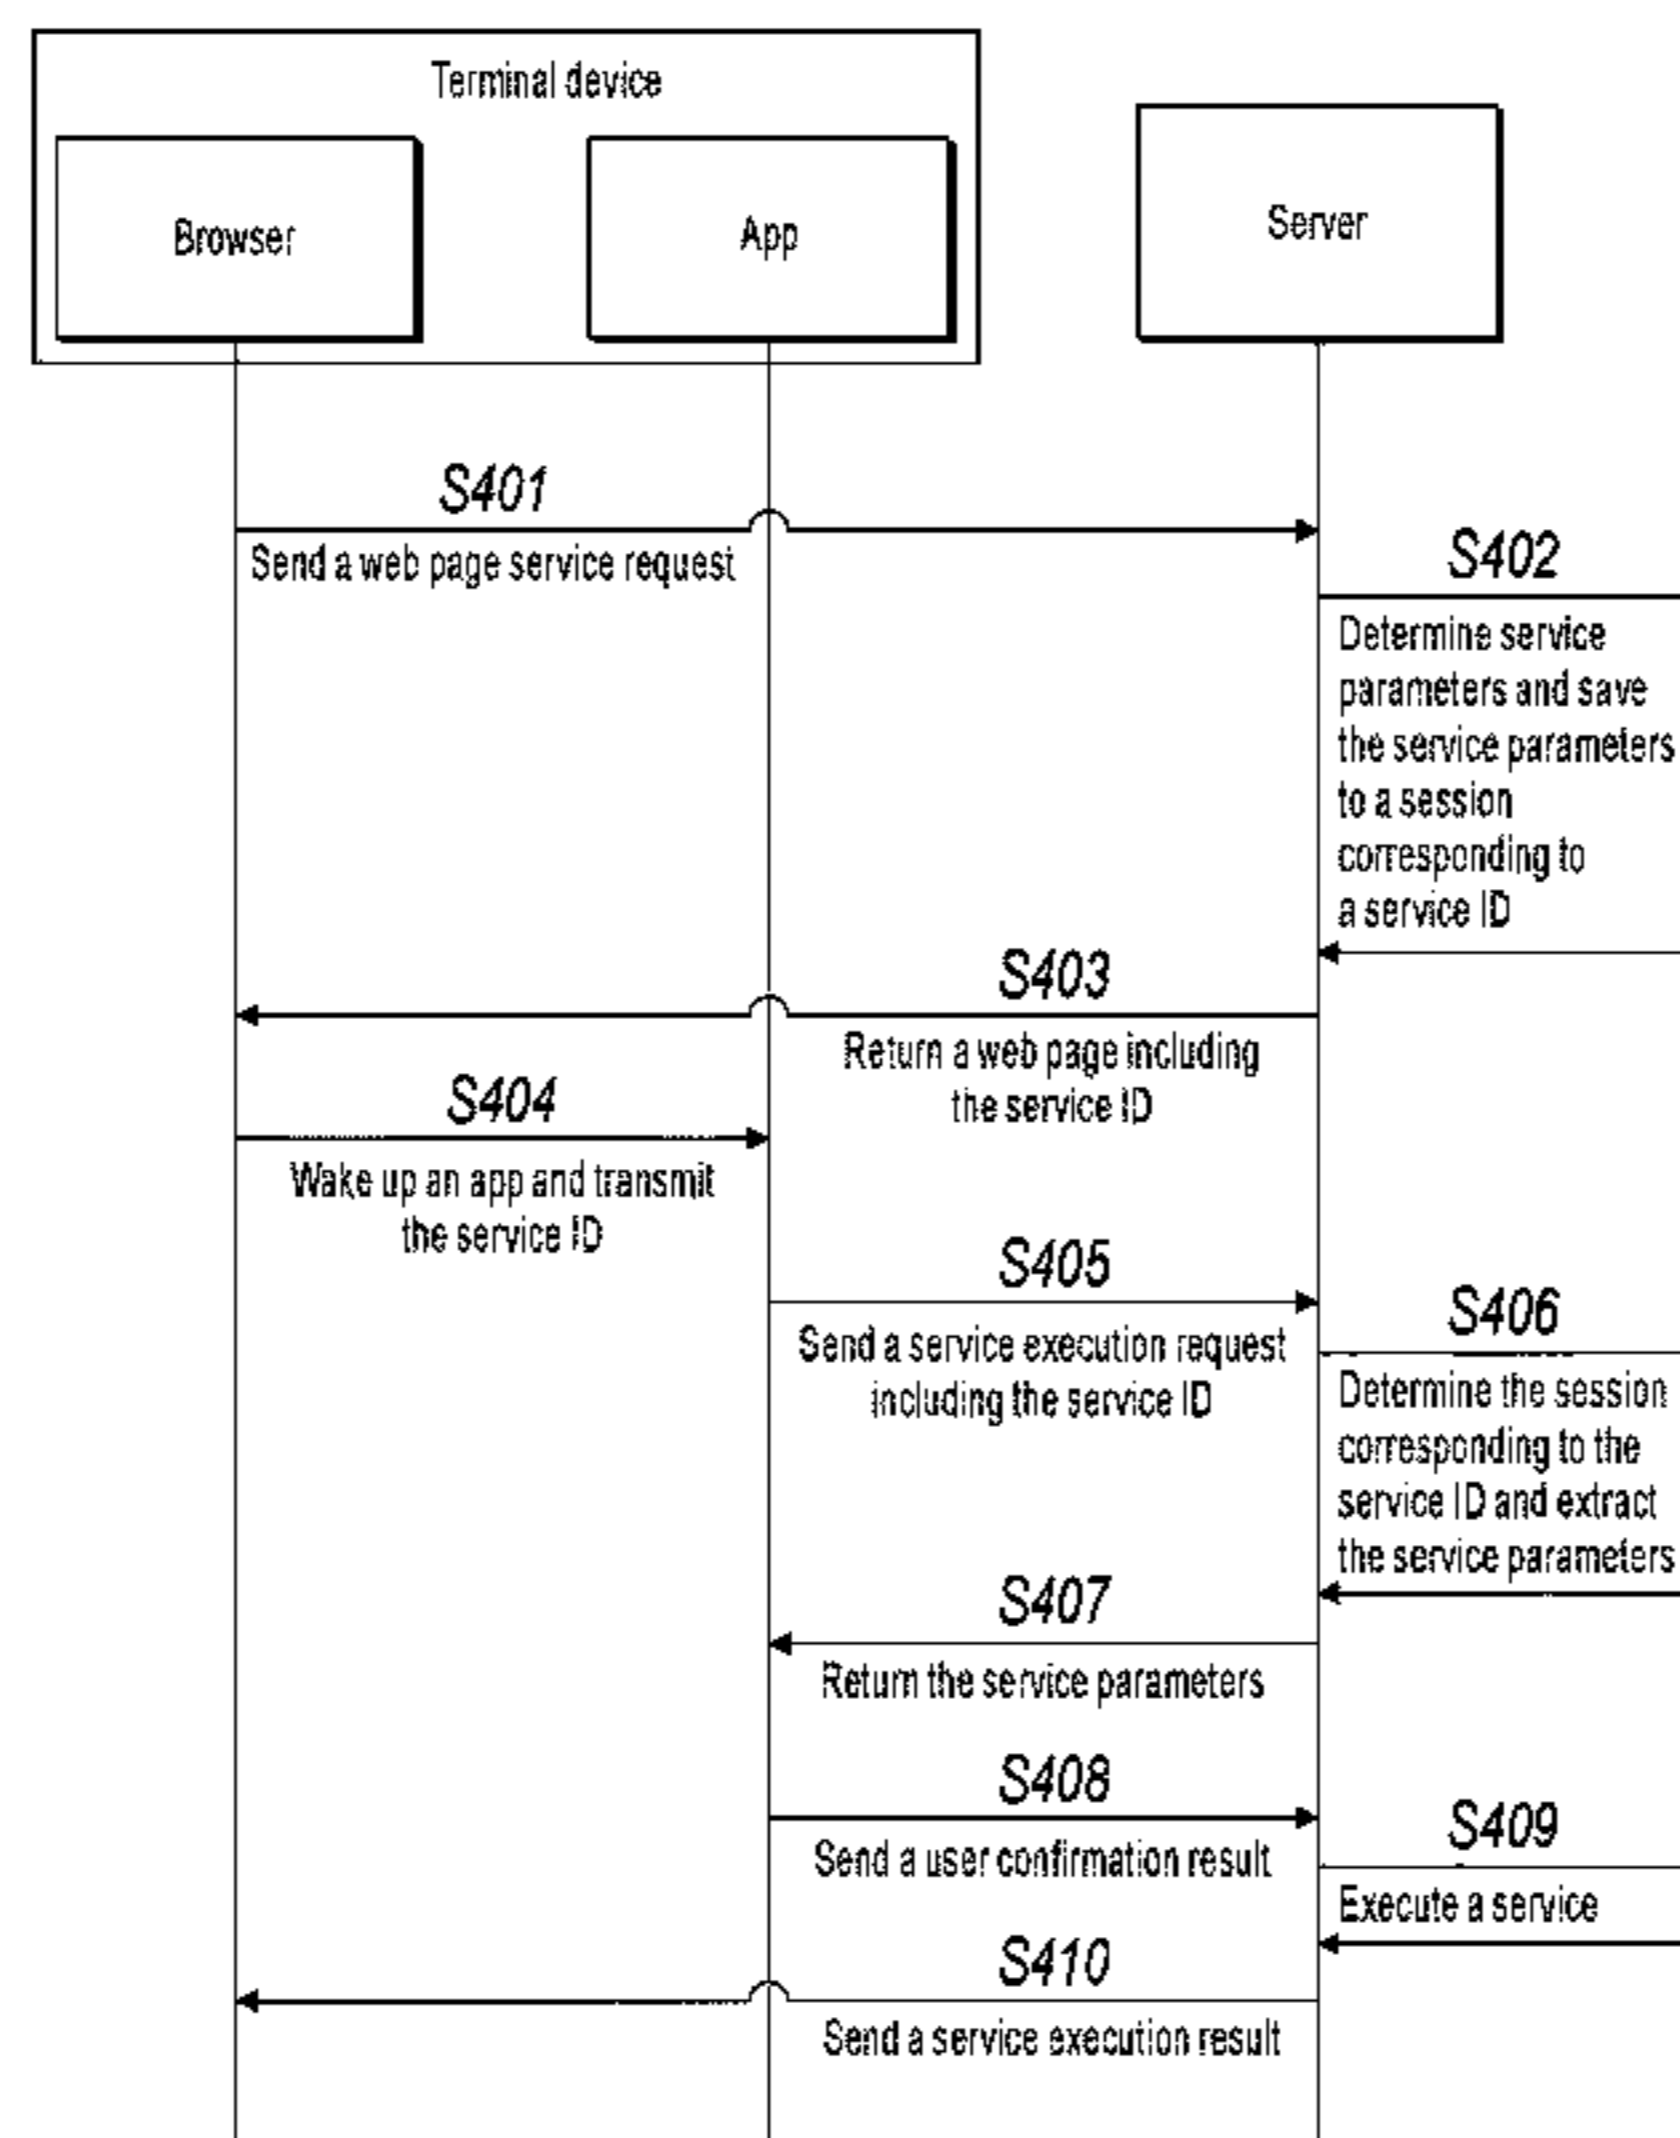 Terminal device
Browser
App
Server
S401
Send a web page service request
S402
Determine service
parameters and save
the service parameters
to a session
corresponding to
a service ID
S403
Return a web page including
the service ID
S404
Wake up an app and transmit
the service ID
S405
Send a service execution request
including the service ID
S406
Determine the session
corresponding to the
service ID and extract
the service parameters
S407
Return the service parameters
S408
Send a user confirmation result
S409
Execute a service
S410
Send a service execution result